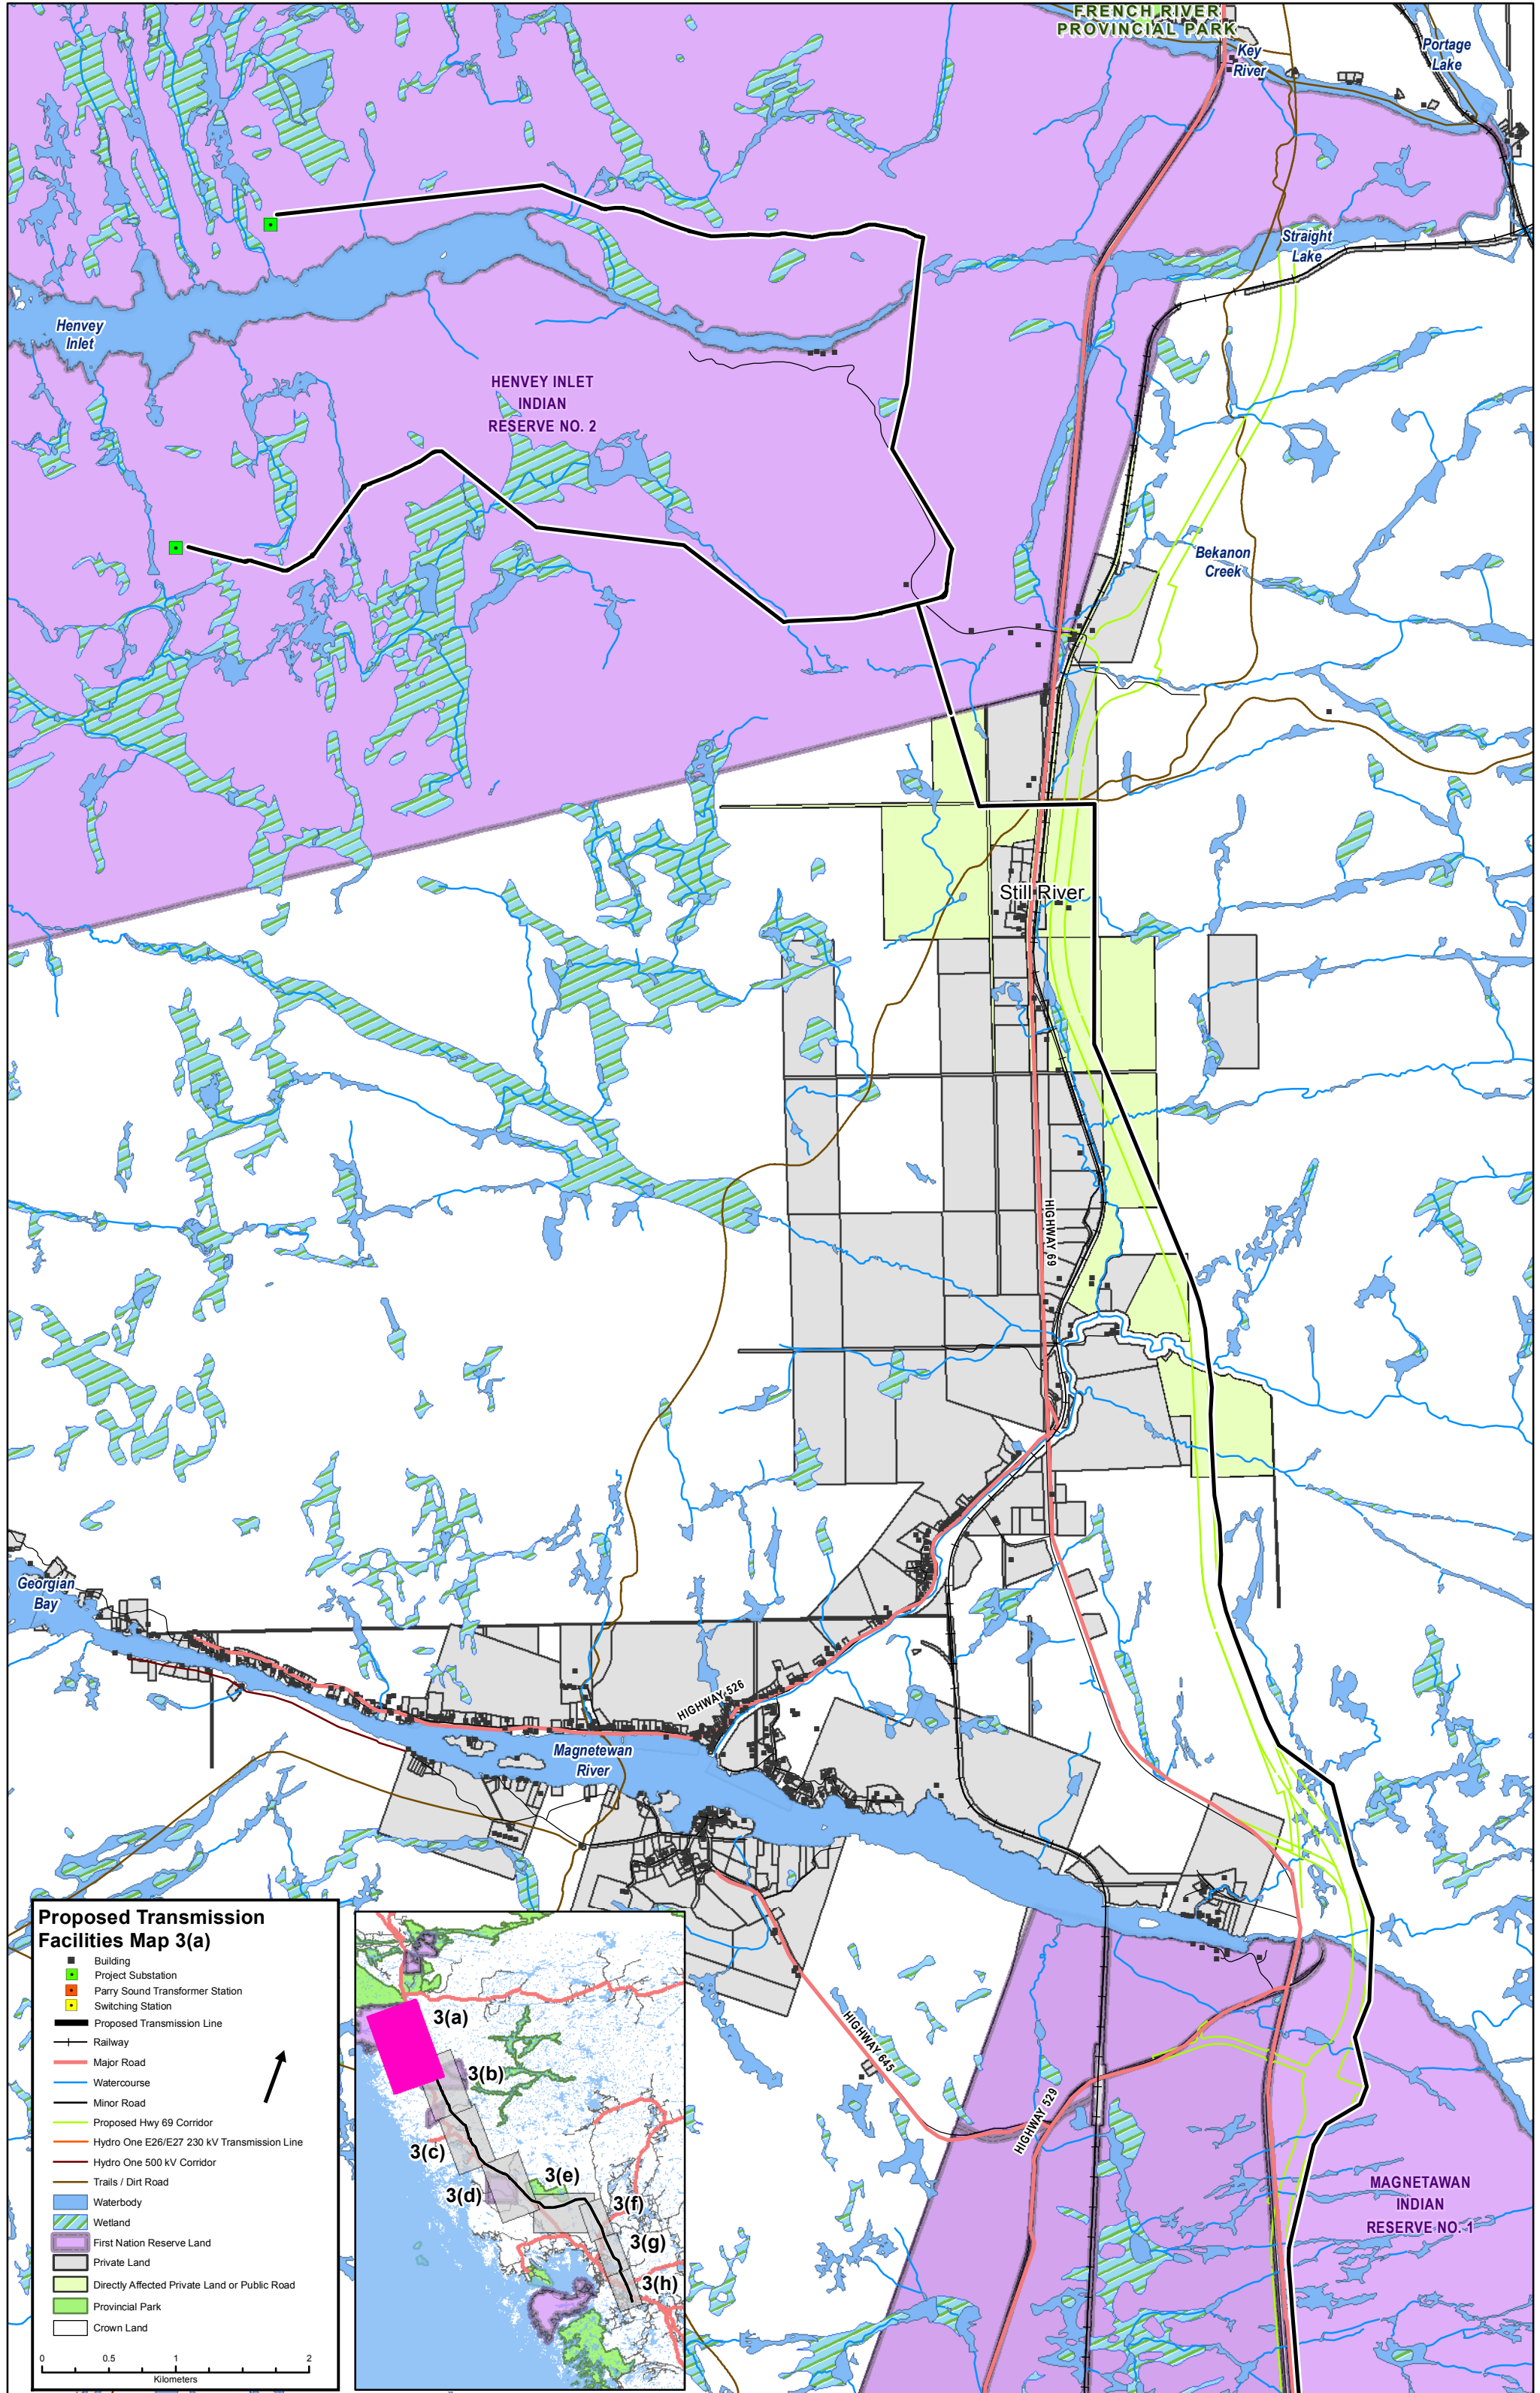 FRENCH RIVER
PROVINCIAL PARK
Key
River
Portage
Lake
Straight
Lake
Henvey
Inlet
HENVEY INLET
INDIAN
RESERVE NO. 2
Bekanon
Creek
Still River
HIGHWAY 69
Georgian
Bay
HIGHWAY 526
Magnetewan
River
HIGHWAY 645
HIGHWAY 529
MAGNETAWAN
INDIAN
RESERVE NO. 1
Proposed Transmission
Facilities Map 3(a)
Building
Project Substation
Parry Sound Transformer Station
Switching Station
Proposed Transmission Line
Railway
Major Road
Watercourse
Minor Road
Proposed Hwy 69 Corridor
Hydro One E26/E27 230 kV Transmission Line
Hydro One 500 kV Corridor
Trails / Dirt Road
Waterbody
Wetland
First Nation Reserve Land
Private Land
Directly Affected Private Land or Public Road
Provincial Park
Crown Land
0 0.5 1 2
Kilometers
3(a)
3(b)
3(c)
3(d)
3(e)
3(f)
3(g)
3(h)